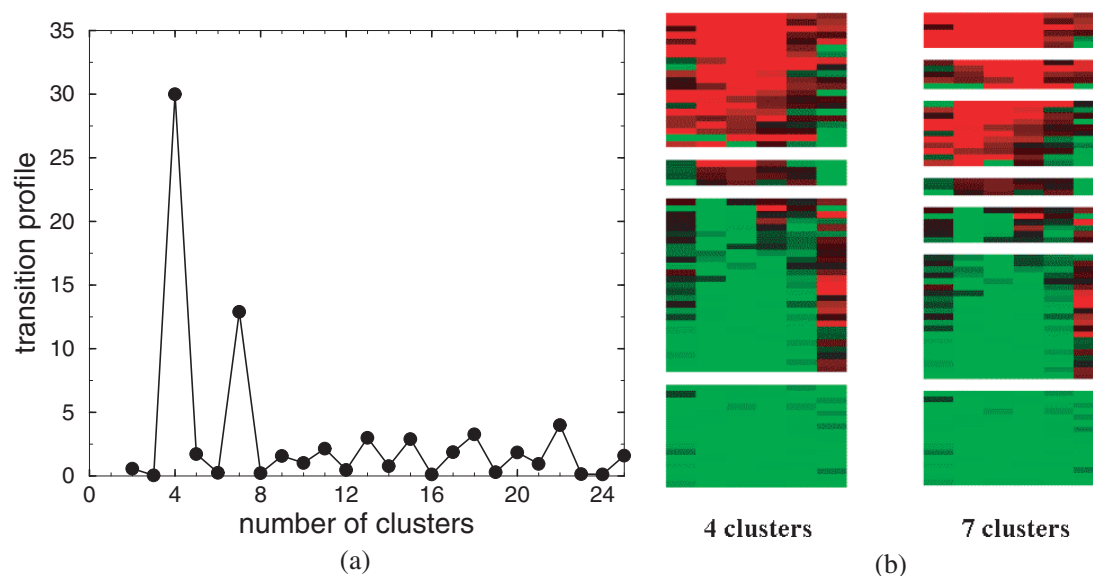 35
30
25
20
15
10
5
0
transition profile
0 4 8 12 16 20 24
number of clusters
(a)
4 clusters
7 clusters
(b)